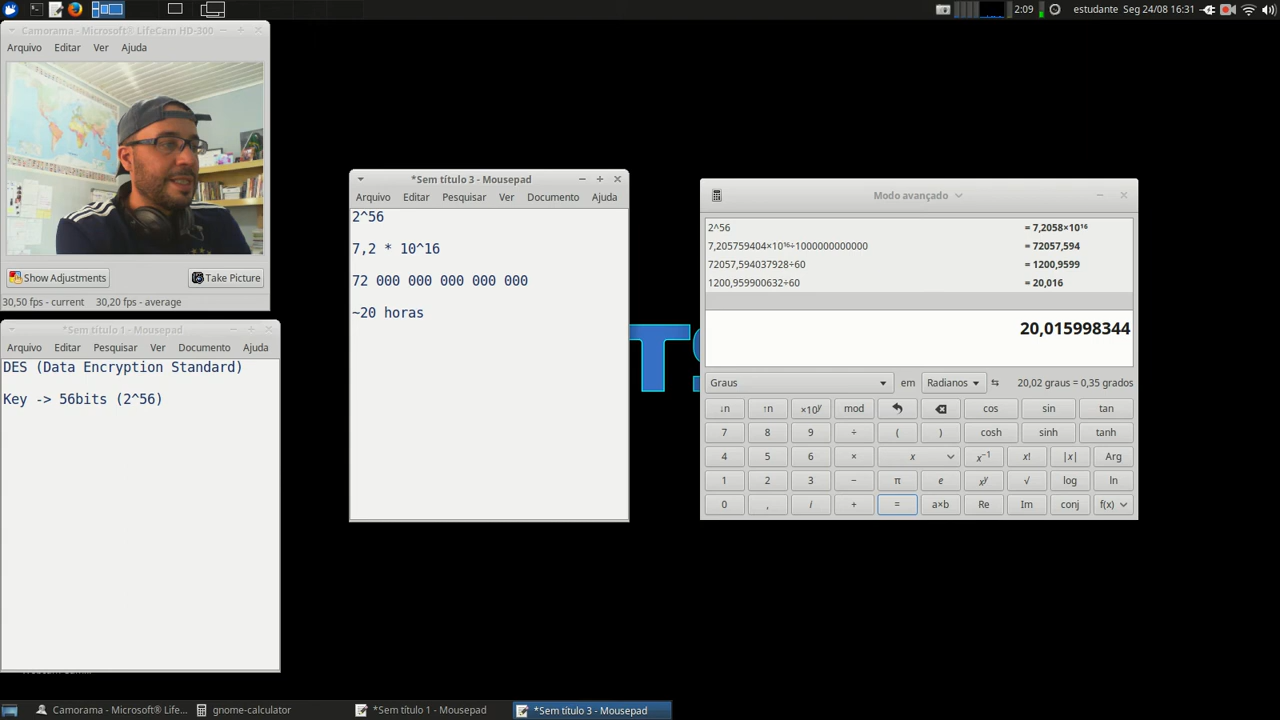 2:09
estudante Seg 24/08 16:31
Camorama - Microsoft® LifeCam HD-300
Arquivo Editar Ver Ajuda
Show Adjustments
Take Picture
30,50 fps - current 30,20 fps - average
*Sem título 1 - Mousepad
Arquivo Editar Pesquisar Ver Documento Ajuda
DES (Data Encryption Standard)
Key -> 56bits (2^56)
*Sem título 3 - Mousepad
Arquivo Editar Pesquisar Ver Documento Ajuda
2^56
7,2 * 10^16
72 000 000 000 000 000
~20 horas
Modo avançado
2^56 = 7,2058×10¹⁶
7,205759404×10¹⁶÷1000000000000 = 72057,594
72057,594037928÷60 = 1200,9599
1200,959900632÷60 = 20,016
20,015998344
Graus em Radianos 20,02 graus = 0,35 grados
↓n ↑n ×10ʸ mod cos sin tan
7 8 9 ÷ ( ) cosh sinh tanh
4 5 6 × x x⁻¹ x! |x| Arg
1 2 3 − π e xʸ √ log ln
0 , i + = a×b Re Im conj f(x)
Camorama - Microsoft® Life...
gnome-calculator
*Sem título 1 - Mousepad
*Sem título 3 - Mousepad